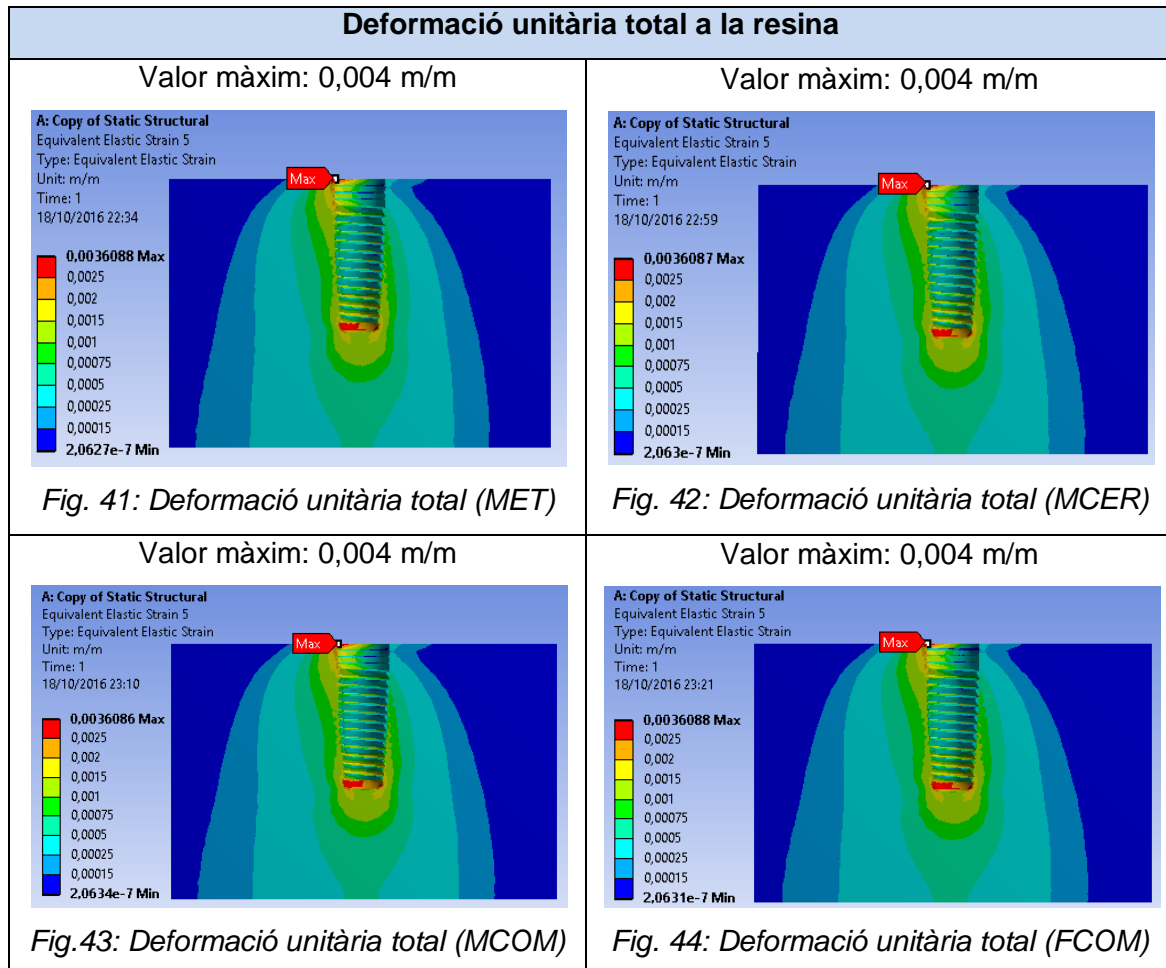 Deformació unitària total a la resina
Valor màxim: 0,004 m/m
A: Copy of Static Structural
Equivalent Elastic Strain 5
Type: Equivalent Elastic Strain
Unit: m/m
Time: 1
18/10/2016 22:34
Max
0,0036088 Max
0,0025
0,002
0,0015
0,001
0,00075
0,0005
0,00025
0,00015
2,0627e-7 Min
Fig. 41: Deformació unitària total (MET)
Valor màxim: 0,004 m/m
A: Copy of Static Structural
Equivalent Elastic Strain 5
Type: Equivalent Elastic Strain
Unit: m/m
Time: 1
18/10/2016 22:59
Max
0,0036087 Max
0,0025
0,002
0,0015
0,001
0,00075
0,0005
0,00025
0,00015
2,063e-7 Min
Fig. 42: Deformació unitària total (MCER)
Valor màxim: 0,004 m/m
A: Copy of Static Structural
Equivalent Elastic Strain 5
Type: Equivalent Elastic Strain
Unit: m/m
Time: 1
18/10/2016 23:10
Max
0,0036086 Max
0,0025
0,002
0,0015
0,001
0,00075
0,0005
0,00025
0,00015
2,0634e-7 Min
Fig.43: Deformació unitària total (MCOM)
Valor màxim: 0,004 m/m
A: Copy of Static Structural
Equivalent Elastic Strain 5
Type: Equivalent Elastic Strain
Unit: m/m
Time: 1
18/10/2016 23:21
Max
0,0036088 Max
0,0025
0,002
0,0015
0,001
0,00075
0,0005
0,00025
0,00015
2,0631e-7 Min
Fig. 44: Deformació unitària total (FCOM)